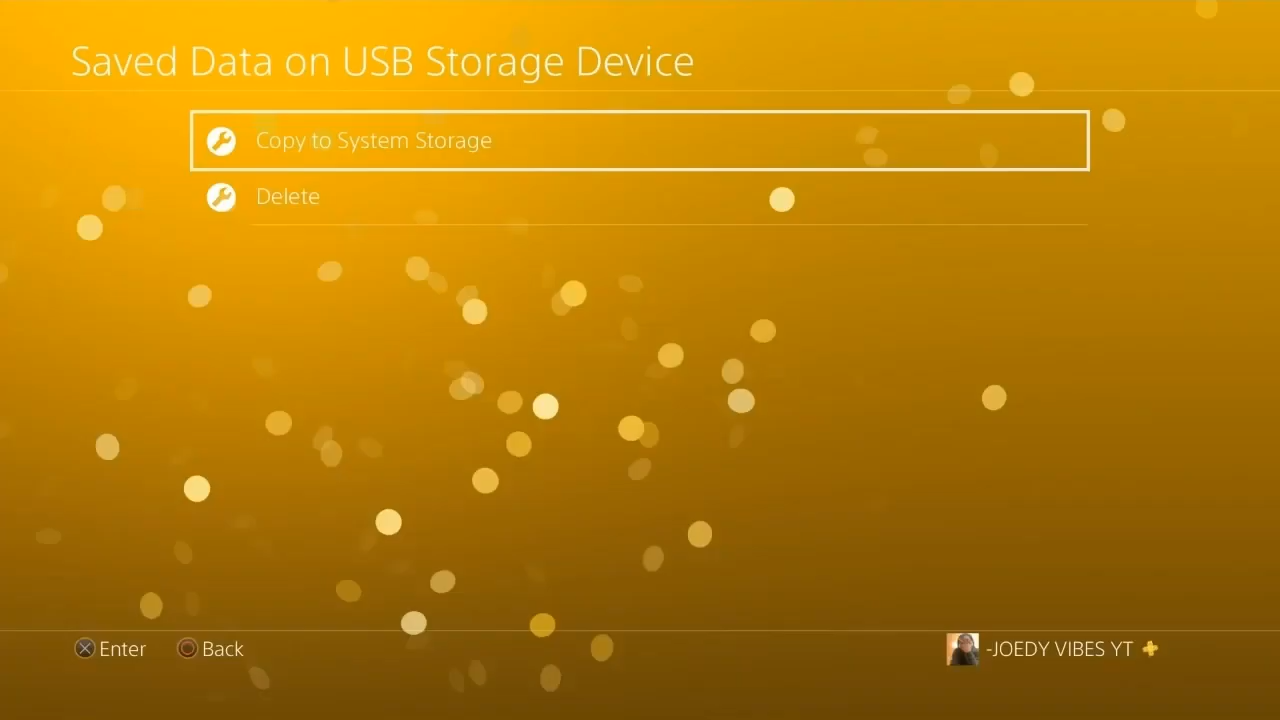 Saved Data on USB Storage Device
Copy to System Storage
Delete
Enter
Back
-JOEDY VIBES YT